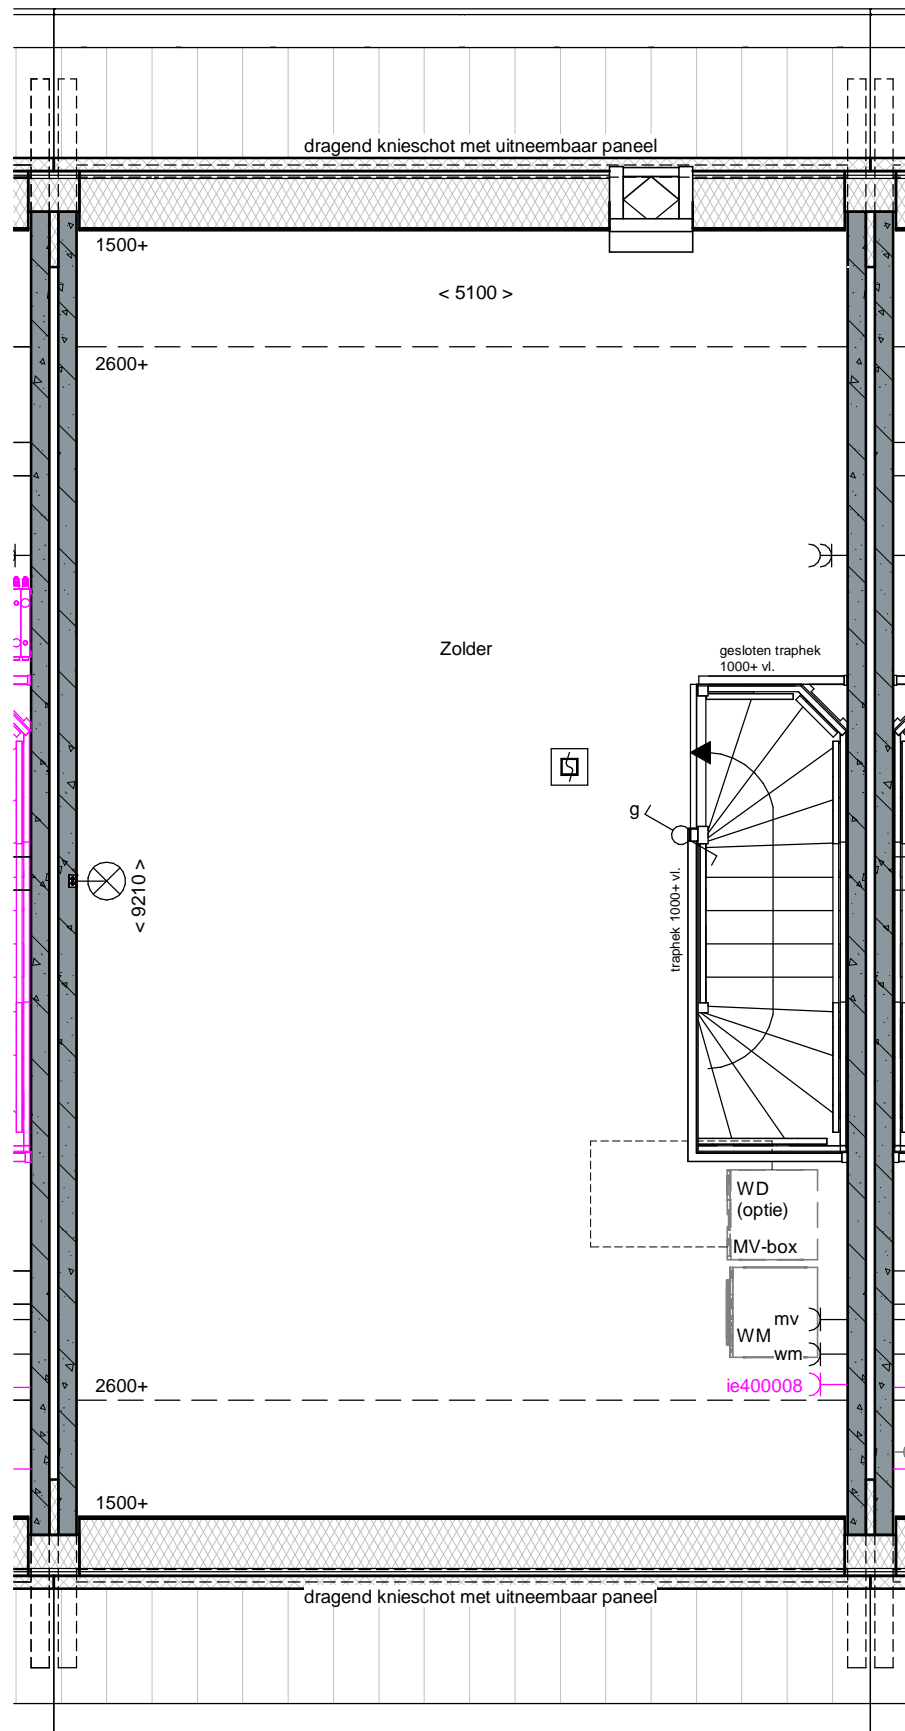 dragend knieschot met uitneembaar paneel
1500+
< 5100 >
2600+
Zolder
gesloten traphek
1000+ vl.
g
< 9210 >
traphek 1000+ vl.
WD
(optie)
MV-box
mv
WM
wm
2600+
ie400008
1500+
dragend knieschot met uitneembaar paneel